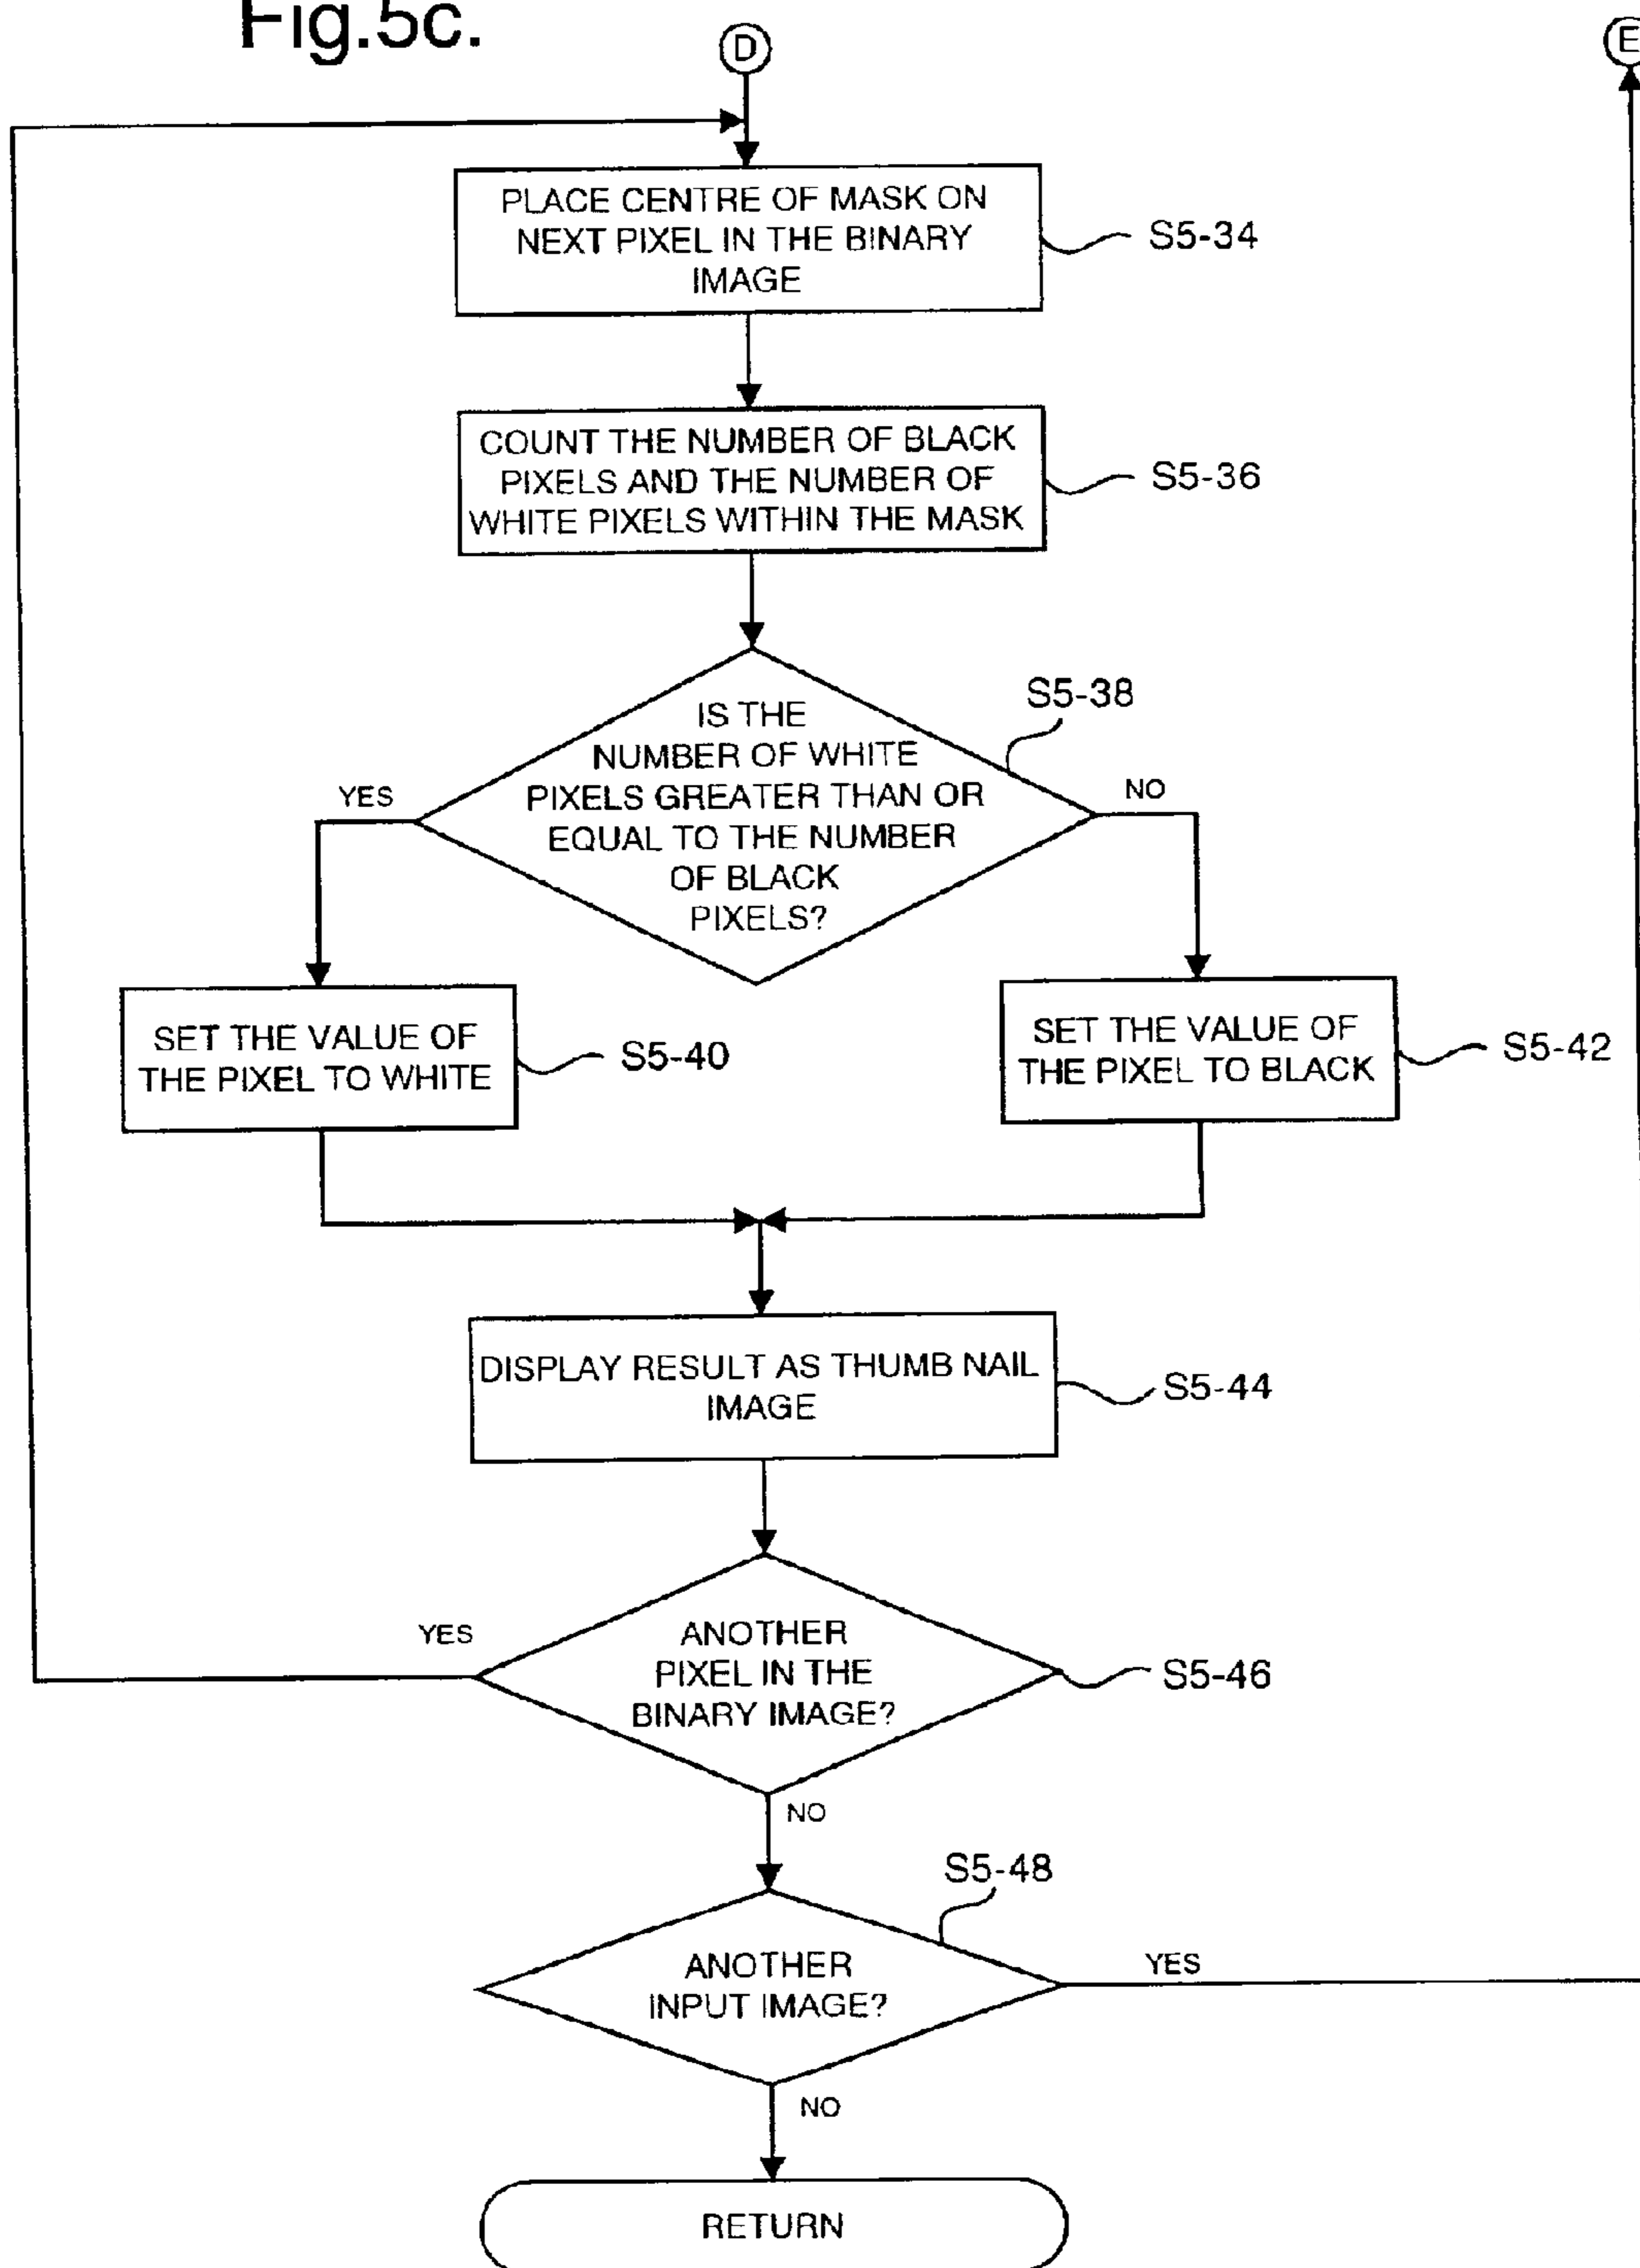 Fig.5c.
D
E
PLACE CENTRE OF MASK ON
NEXT PIXEL IN THE BINARY
IMAGE
S5-34
COUNT THE NUMBER OF BLACK
PIXELS AND THE NUMBER OF
WHITE PIXELS WITHIN THE MASK
S5-36
S5-38
IS THE
NUMBER OF WHITE
PIXELS GREATER THAN OR
EQUAL TO THE NUMBER
OF BLACK
PIXELS?
YES
NO
SET THE VALUE OF
THE PIXEL TO WHITE
S5-40
SET THE VALUE OF
THE PIXEL TO BLACK
S5-42
DISPLAY RESULT AS THUMB NAIL
IMAGE
S5-44
YES
ANOTHER
PIXEL IN THE
BINARY IMAGE?
S5-46
NO
S5-48
ANOTHER
INPUT IMAGE?
YES
NO
RETURN